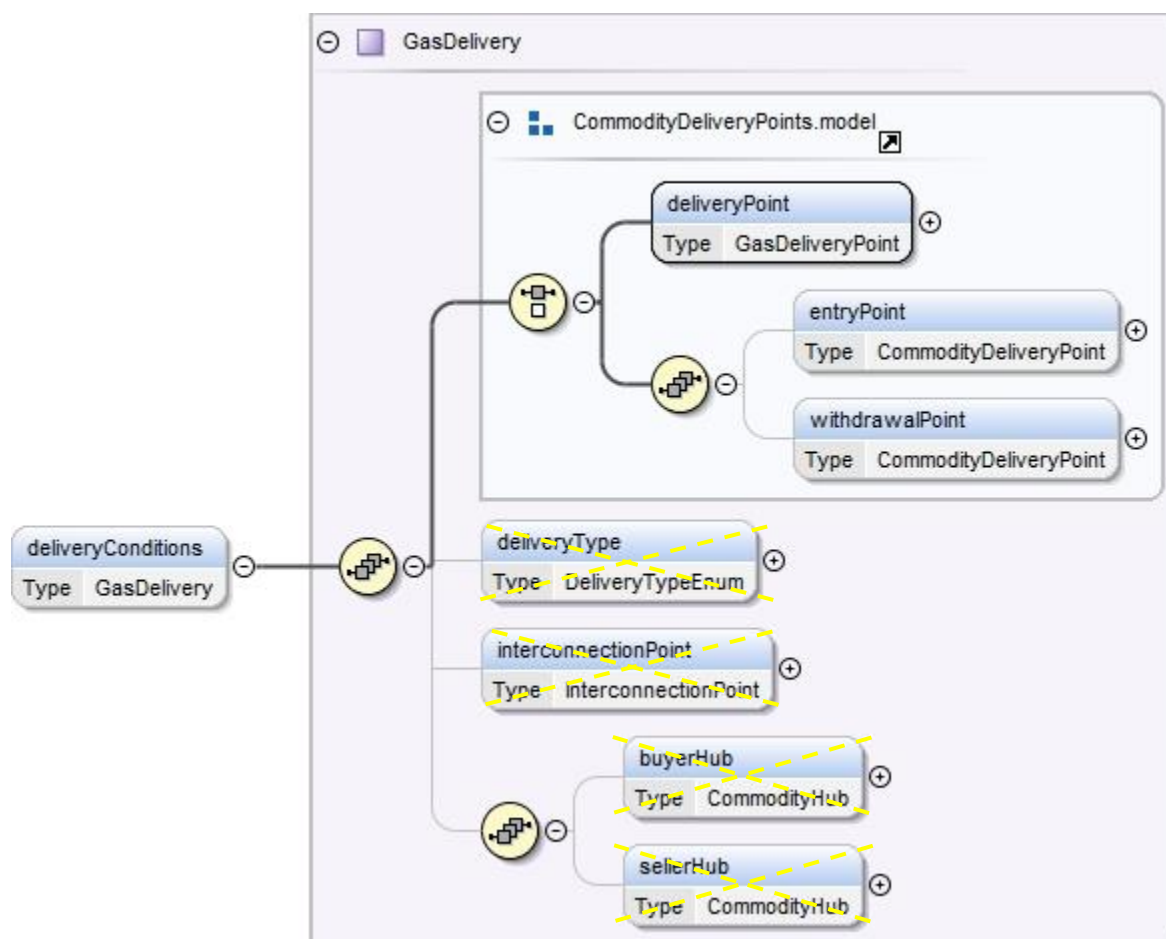 GasDelivery
CommodityDeliveryPoints.model
deliveryPoint
Type GasDeliveryPoint
entryPoint
Type CommodityDeliveryPoint
withdrawalPoint
Type CommodityDeliveryPoint
deliveryConditions
Type GasDelivery
deliveryType
Type DeliveryTypeEnum
interconnectionPoint
Type InterconnectionPoint
buyerHub
Type CommodityHub
sellerHub
Type CommodityHub